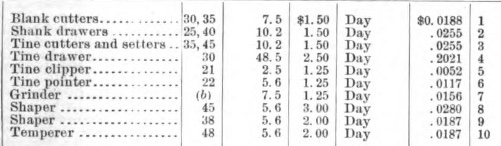 Blank cutters.............. 30, 35 7. 5 $1. 50 Day $0. 0188 1
Shank drawers............ 25, 40 10. 2 1. 50 Day .0255 2
Tine cutters and setters.. 35, 45 10. 2 1. 50 Day .0255 3
Tine drawer............... 30 48. 5 2. 50 Day .2021 4
Tine clipper............... 21 2. 5 1. 25 Day .0052 5
Tine pointer.............. 22 5. 6 1. 25 Day .0117 6
Grinder ................... (b) 7. 5 1. 25 Day .0156 7
Shaper .................... 45 5. 6 3. 00 Day .0280 8
Shaper .................... 38 5. 6 2. 00 Day .0187 9
Temperer ................. 48 5. 6 2. 00 Day .0187 10